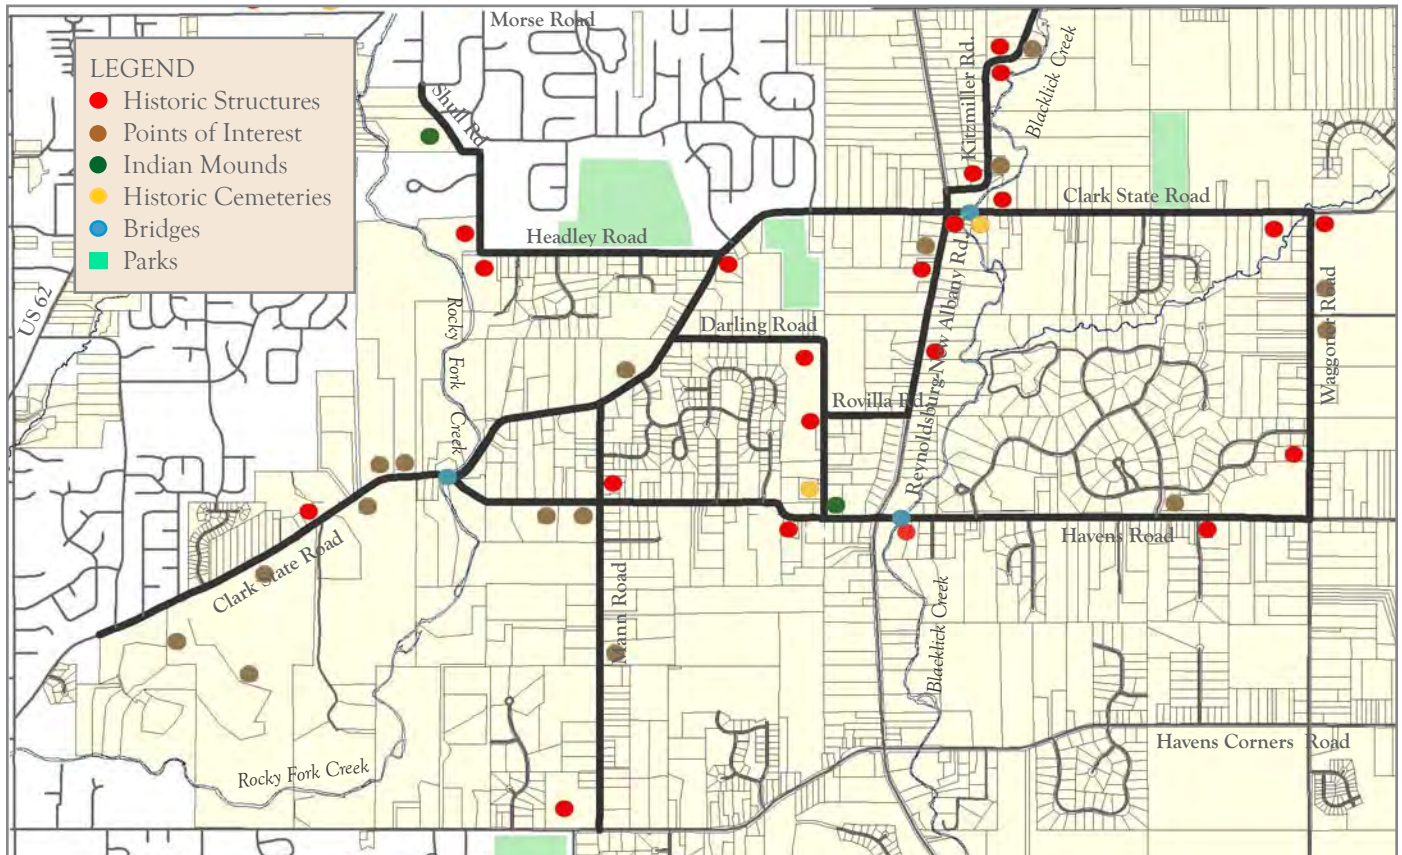 Morse Road
LEGEND
Historic Structures
Points of Interest
Indian Mounds
Historic Cemeteries
Bridges
Parks
Shull Rd
Kitzmiller Rd.
Blacklick Creek
Clark State Road
Headley Road
US 62
Rocky Fork Creek
Darling Road
Reynoldsburg New Albany Rd.
Waggoner Road
Rovilla Rd.
Havens Road
Clark State Road
Mann Road
Blacklick Creek
Havens Corners Road
Rocky Fork Creek